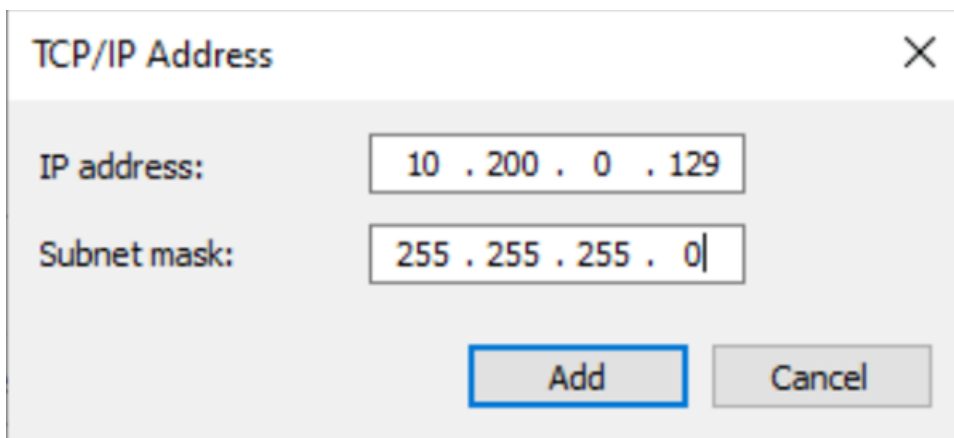 TCP/IP Address
IP address: 10 . 200 . 0 . 129
Subnet mask: 255 . 255 . 255 . 0
Add Cancel